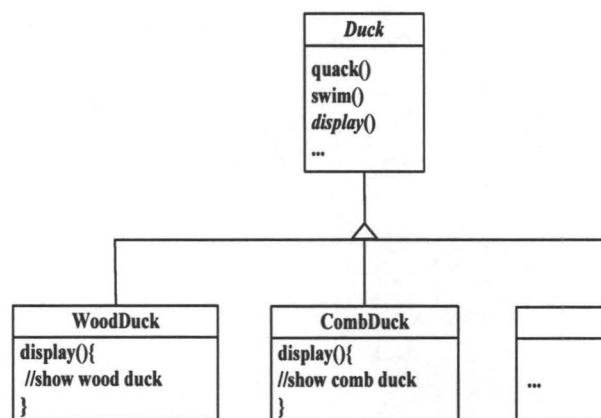 Duck
quack()
swim()
display()
...
WoodDuck
display(){
//show wood duck
}
CombDuck
display(){
//show comb duck
}
...